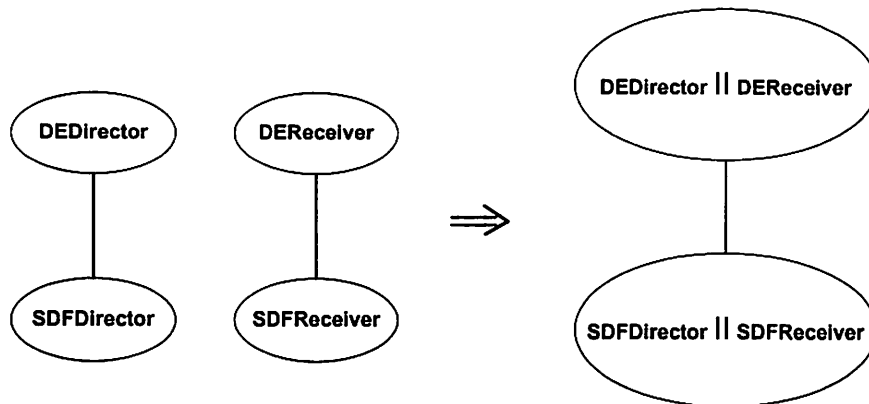 DEDirector
DEReceiver
SDFDirector
SDFReceiver
DEDirector || DEReceiver
SDFDirector || SDFReceiver